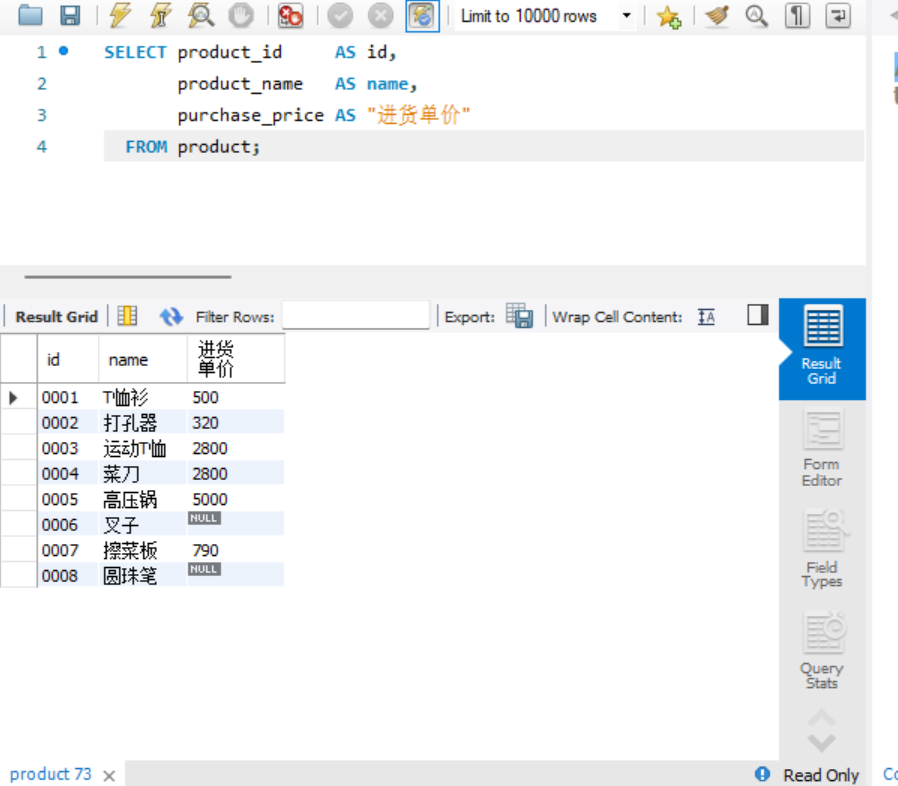 Limit to 10000 rows
1 SELECT product_id AS id,
2 product_name AS name,
3 purchase_price AS "进货单价"
4 FROM product;
Result Grid Filter Rows: Export: Wrap Cell Content:
id name 进货单价
0001 T恤衫 500
0002 打孔器 320
0003 运动T恤 2800
0004 菜刀 2800
0005 高压锅 5000
0006 叉子 NULL
0007 擦菜板 790
0008 圆珠笔 NULL
Result
Grid
Form
Editor
Field
Types
Query
Stats
product 73
Read Only